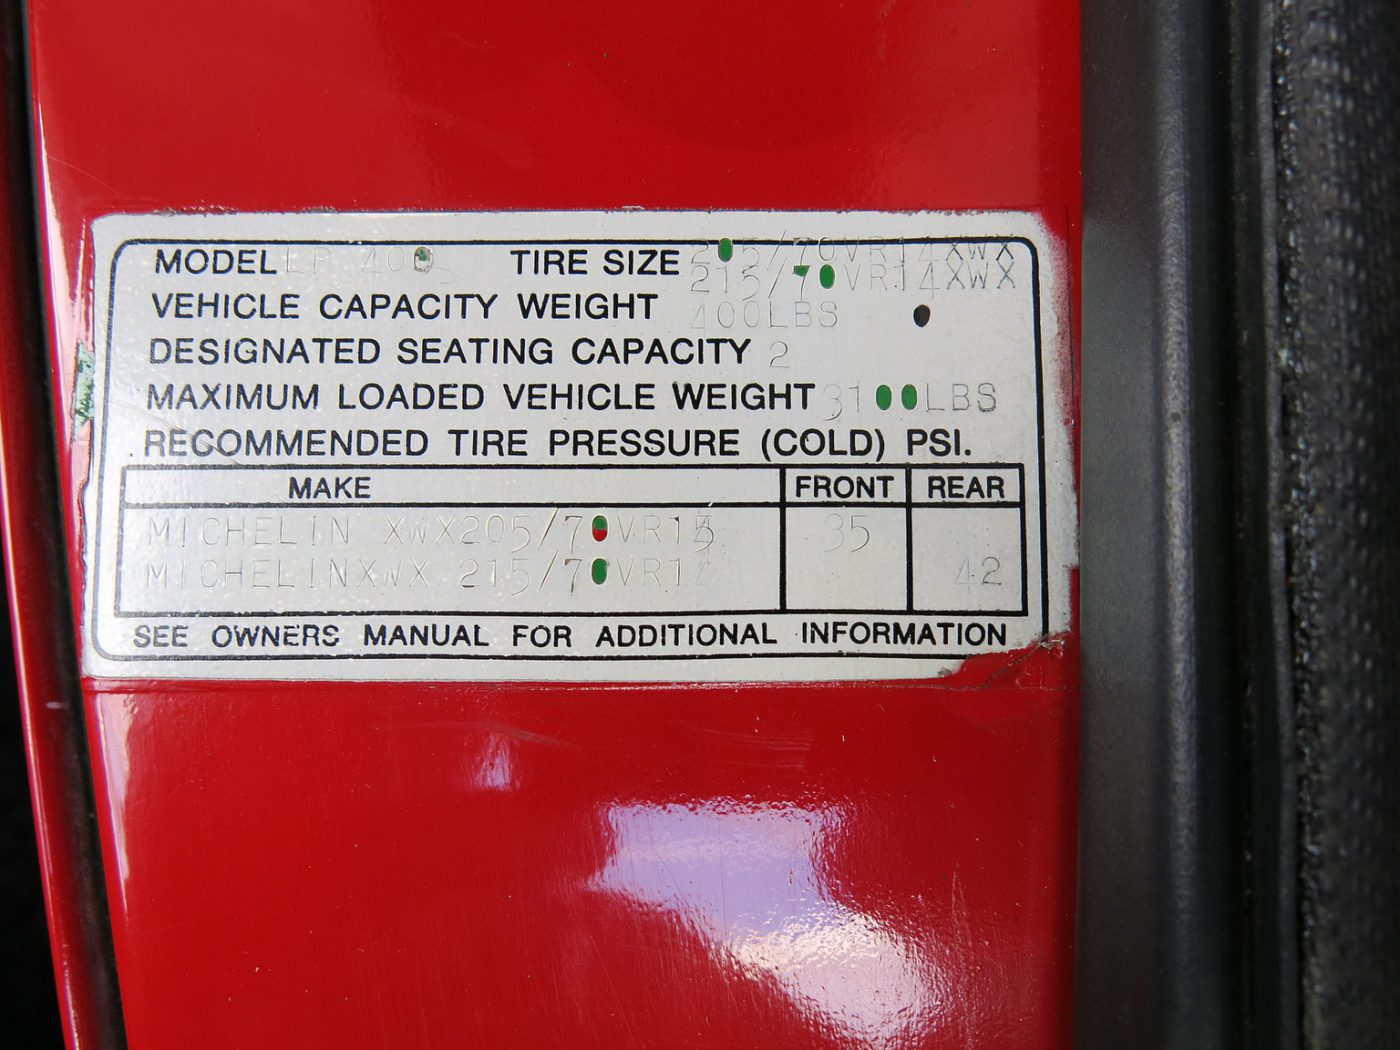 MODEL LP 400 TIRE SIZE 205/70VR14XWX
215/70VR14XWX
VEHICLE CAPACITY WEIGHT 400LBS
DESIGNATED SEATING CAPACITY 2
MAXIMUM LOADED VEHICLE WEIGHT 3100LBS
RECOMMENDED TIRE PRESSURE (COLD) PSI.
MAKE FRONT REAR
MICHELIN XWX205/70VR1 35
MICHELINXWX 215/70VR14 42
SEE OWNERS MANUAL FOR ADDITIONAL INFORMATION